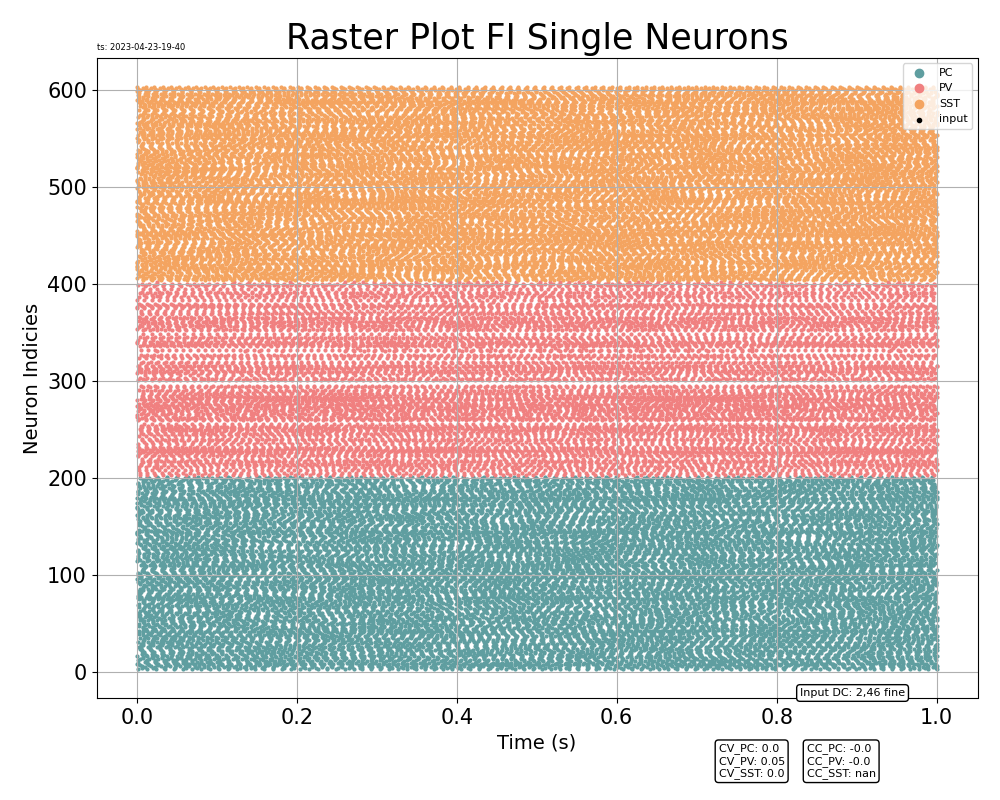 Raster Plot FI Single Neurons
ts: 2023-04-23-19-40
PC
PV
SST
input
600
500
400
300
200
100
0
Neuron Indicies
0.0 0.2 0.4 0.6 0.8 1.0
Time (s)
Input DC: 2,46 fine
CV_PC: 0.0
CV_PV: 0.05
CV_SST: 0.0
CC_PC: -0.0
CC_PV: -0.0
CC_SST: nan